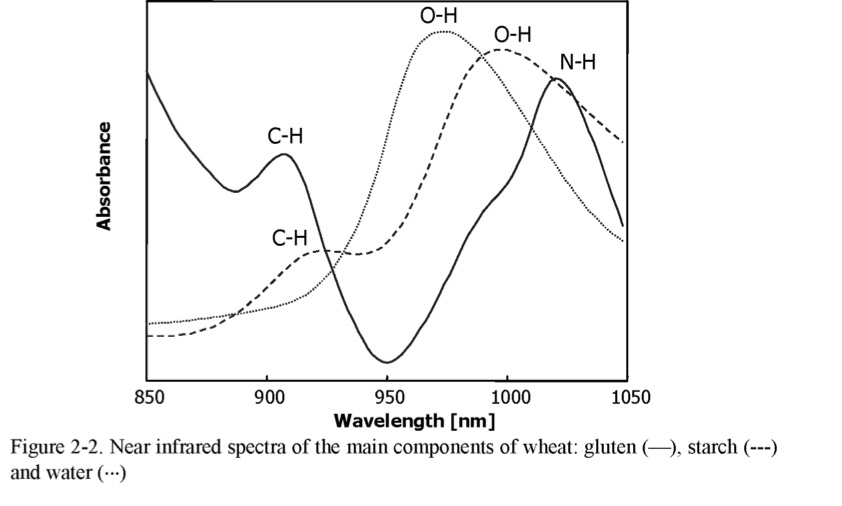 O-H
O-H
N-H
C-H
C-H
Absorbance
850 900 950 1000 1050
Wavelength [nm]
Figure 2-2. Near infrared spectra of the main components of wheat: gluten (—), starch (---)
and water (···)